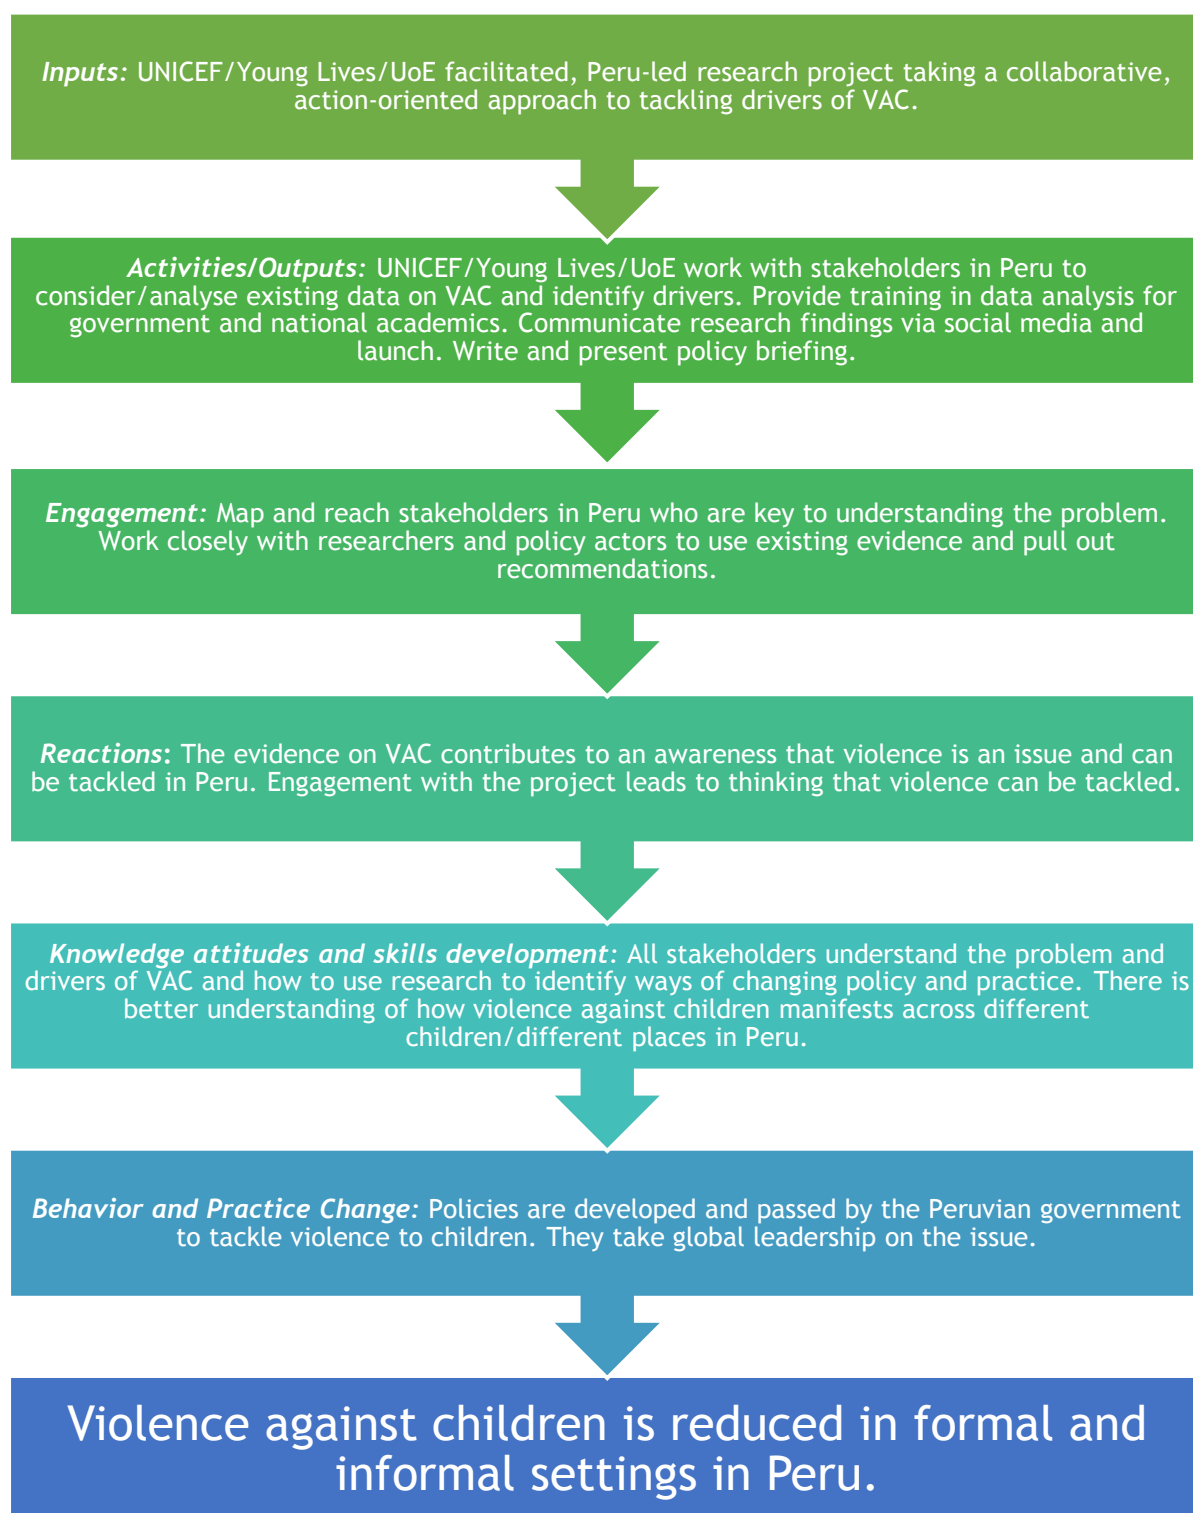 Inputs: UNICEF/Young Lives/UoE facilitated, Peru-led research project taking a collaborative,
action-oriented approach to tackling drivers of VAC.
Activities/Outputs: UNICEF/Young Lives/UoE work with stakeholders in Peru to
consider/analyse existing data on VAC and identify drivers. Provide training in data analysis for
government and national academics. Communicate research findings via social media and
launch. Write and present policy briefing.
Engagement: Map and reach stakeholders in Peru who are key to understanding the problem.
Work closely with researchers and policy actors to use existing evidence and pull out
recommendations.
Reactions: The evidence on VAC contributes to an awareness that violence is an issue and can
be tackled in Peru. Engagement with the project leads to thinking that violence can be tackled.
Knowledge attitudes and skills development: All stakeholders understand the problem and
drivers of VAC and how to use research to identify ways of changing policy and practice. There is
better understanding of how violence against children manifests across different
children/different places in Peru.
Behavior and Practice Change: Policies are developed and passed by the Peruvian government
to tackle violence to children. They take global leadership on the issue.
Violence against children is reduced in formal and
informal settings in Peru.